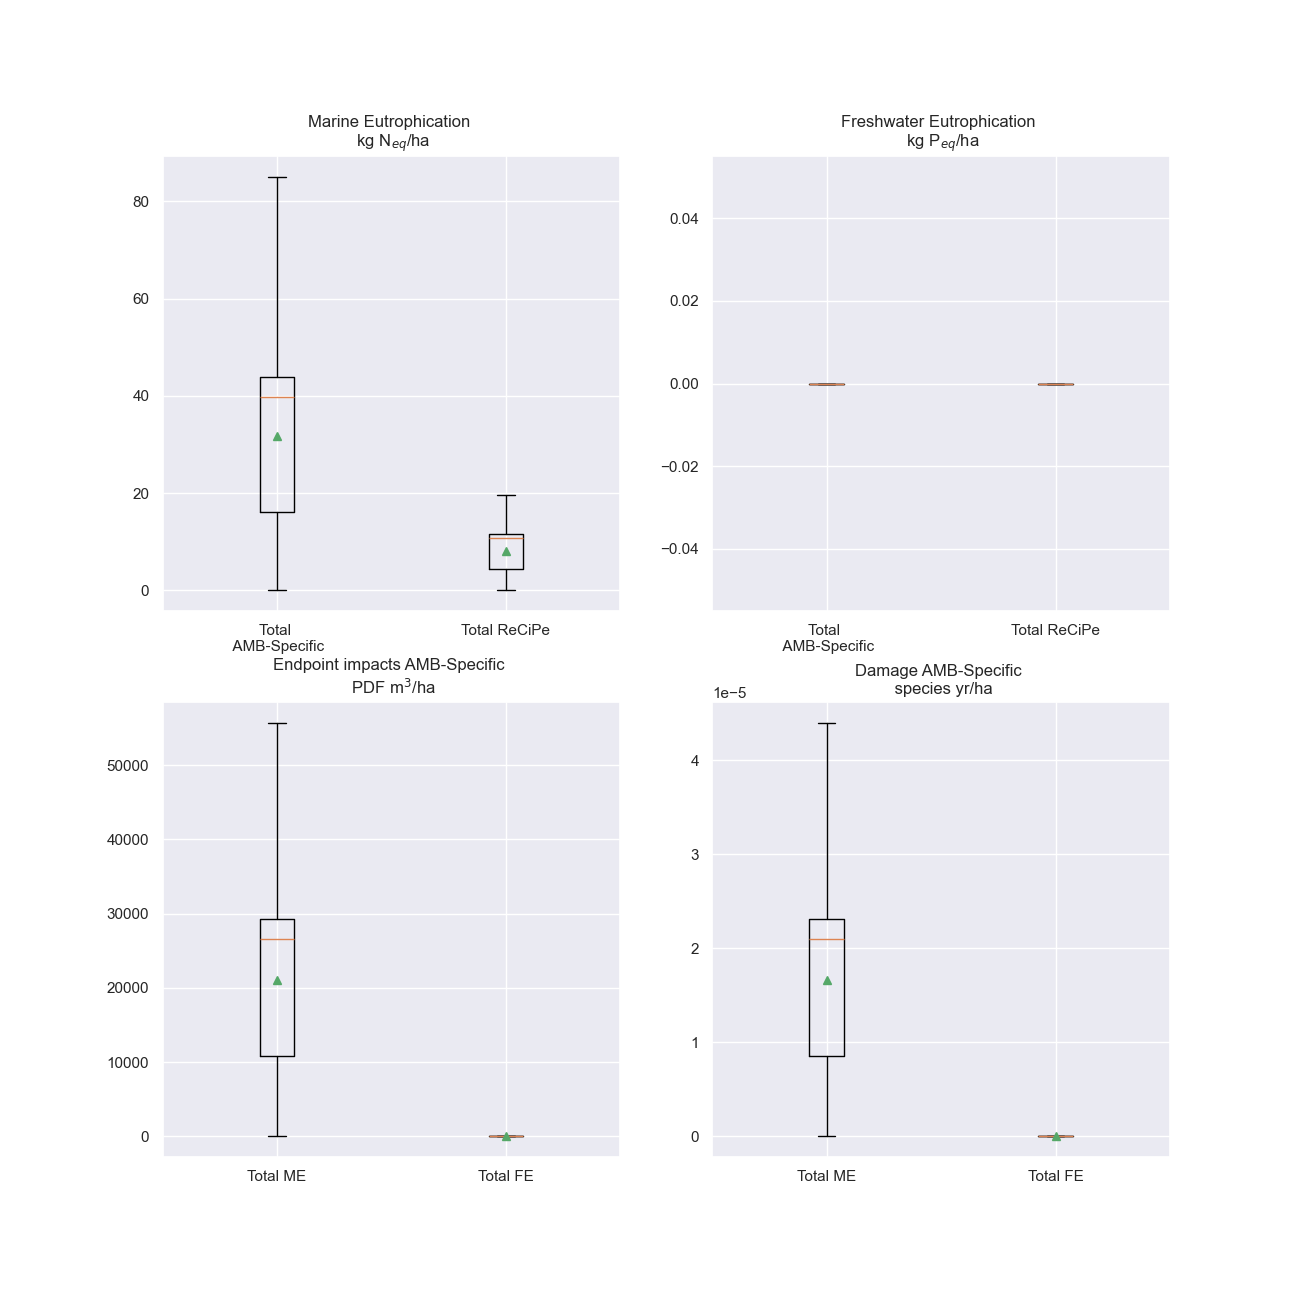 Marine Eutrophication
kg N_eq/ha
80
60
40
20
0
Total
AMB-Specific
Total ReCiPe
Freshwater Eutrophication
kg P_eq/ha
0.04
0.02
0.00
−0.02
−0.04
Total
AMB-Specific
Total ReCiPe
Endpoint impacts AMB-Specific
PDF m³/ha
50000
40000
30000
20000
10000
0
Total ME
Total FE
Damage AMB-Specific
species yr/ha
1e−5
4
3
2
1
0
Total ME
Total FE